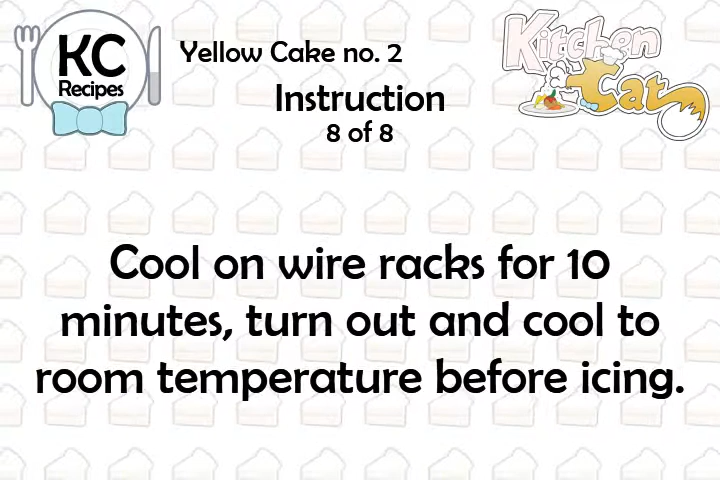 KC
Recipes
Yellow Cake no. 2
Instruction
8 of 8
Kitchen
Cat
Cool on wire racks for 10
minutes, turn out and cool to
room temperature before icing.